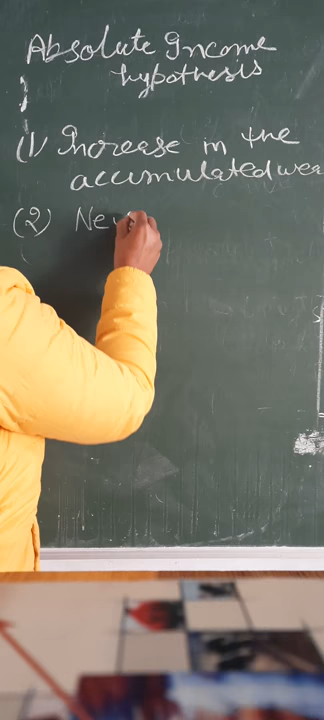 Absolute Income
hypothesis
(1) Increase in the
accumulated wea
(2) New